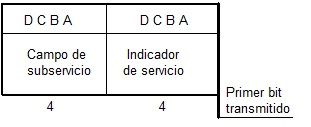 D C B A D C B A
Campo de
subservicio
Indicador
de servicio
4 4
Primer bit
transmitido